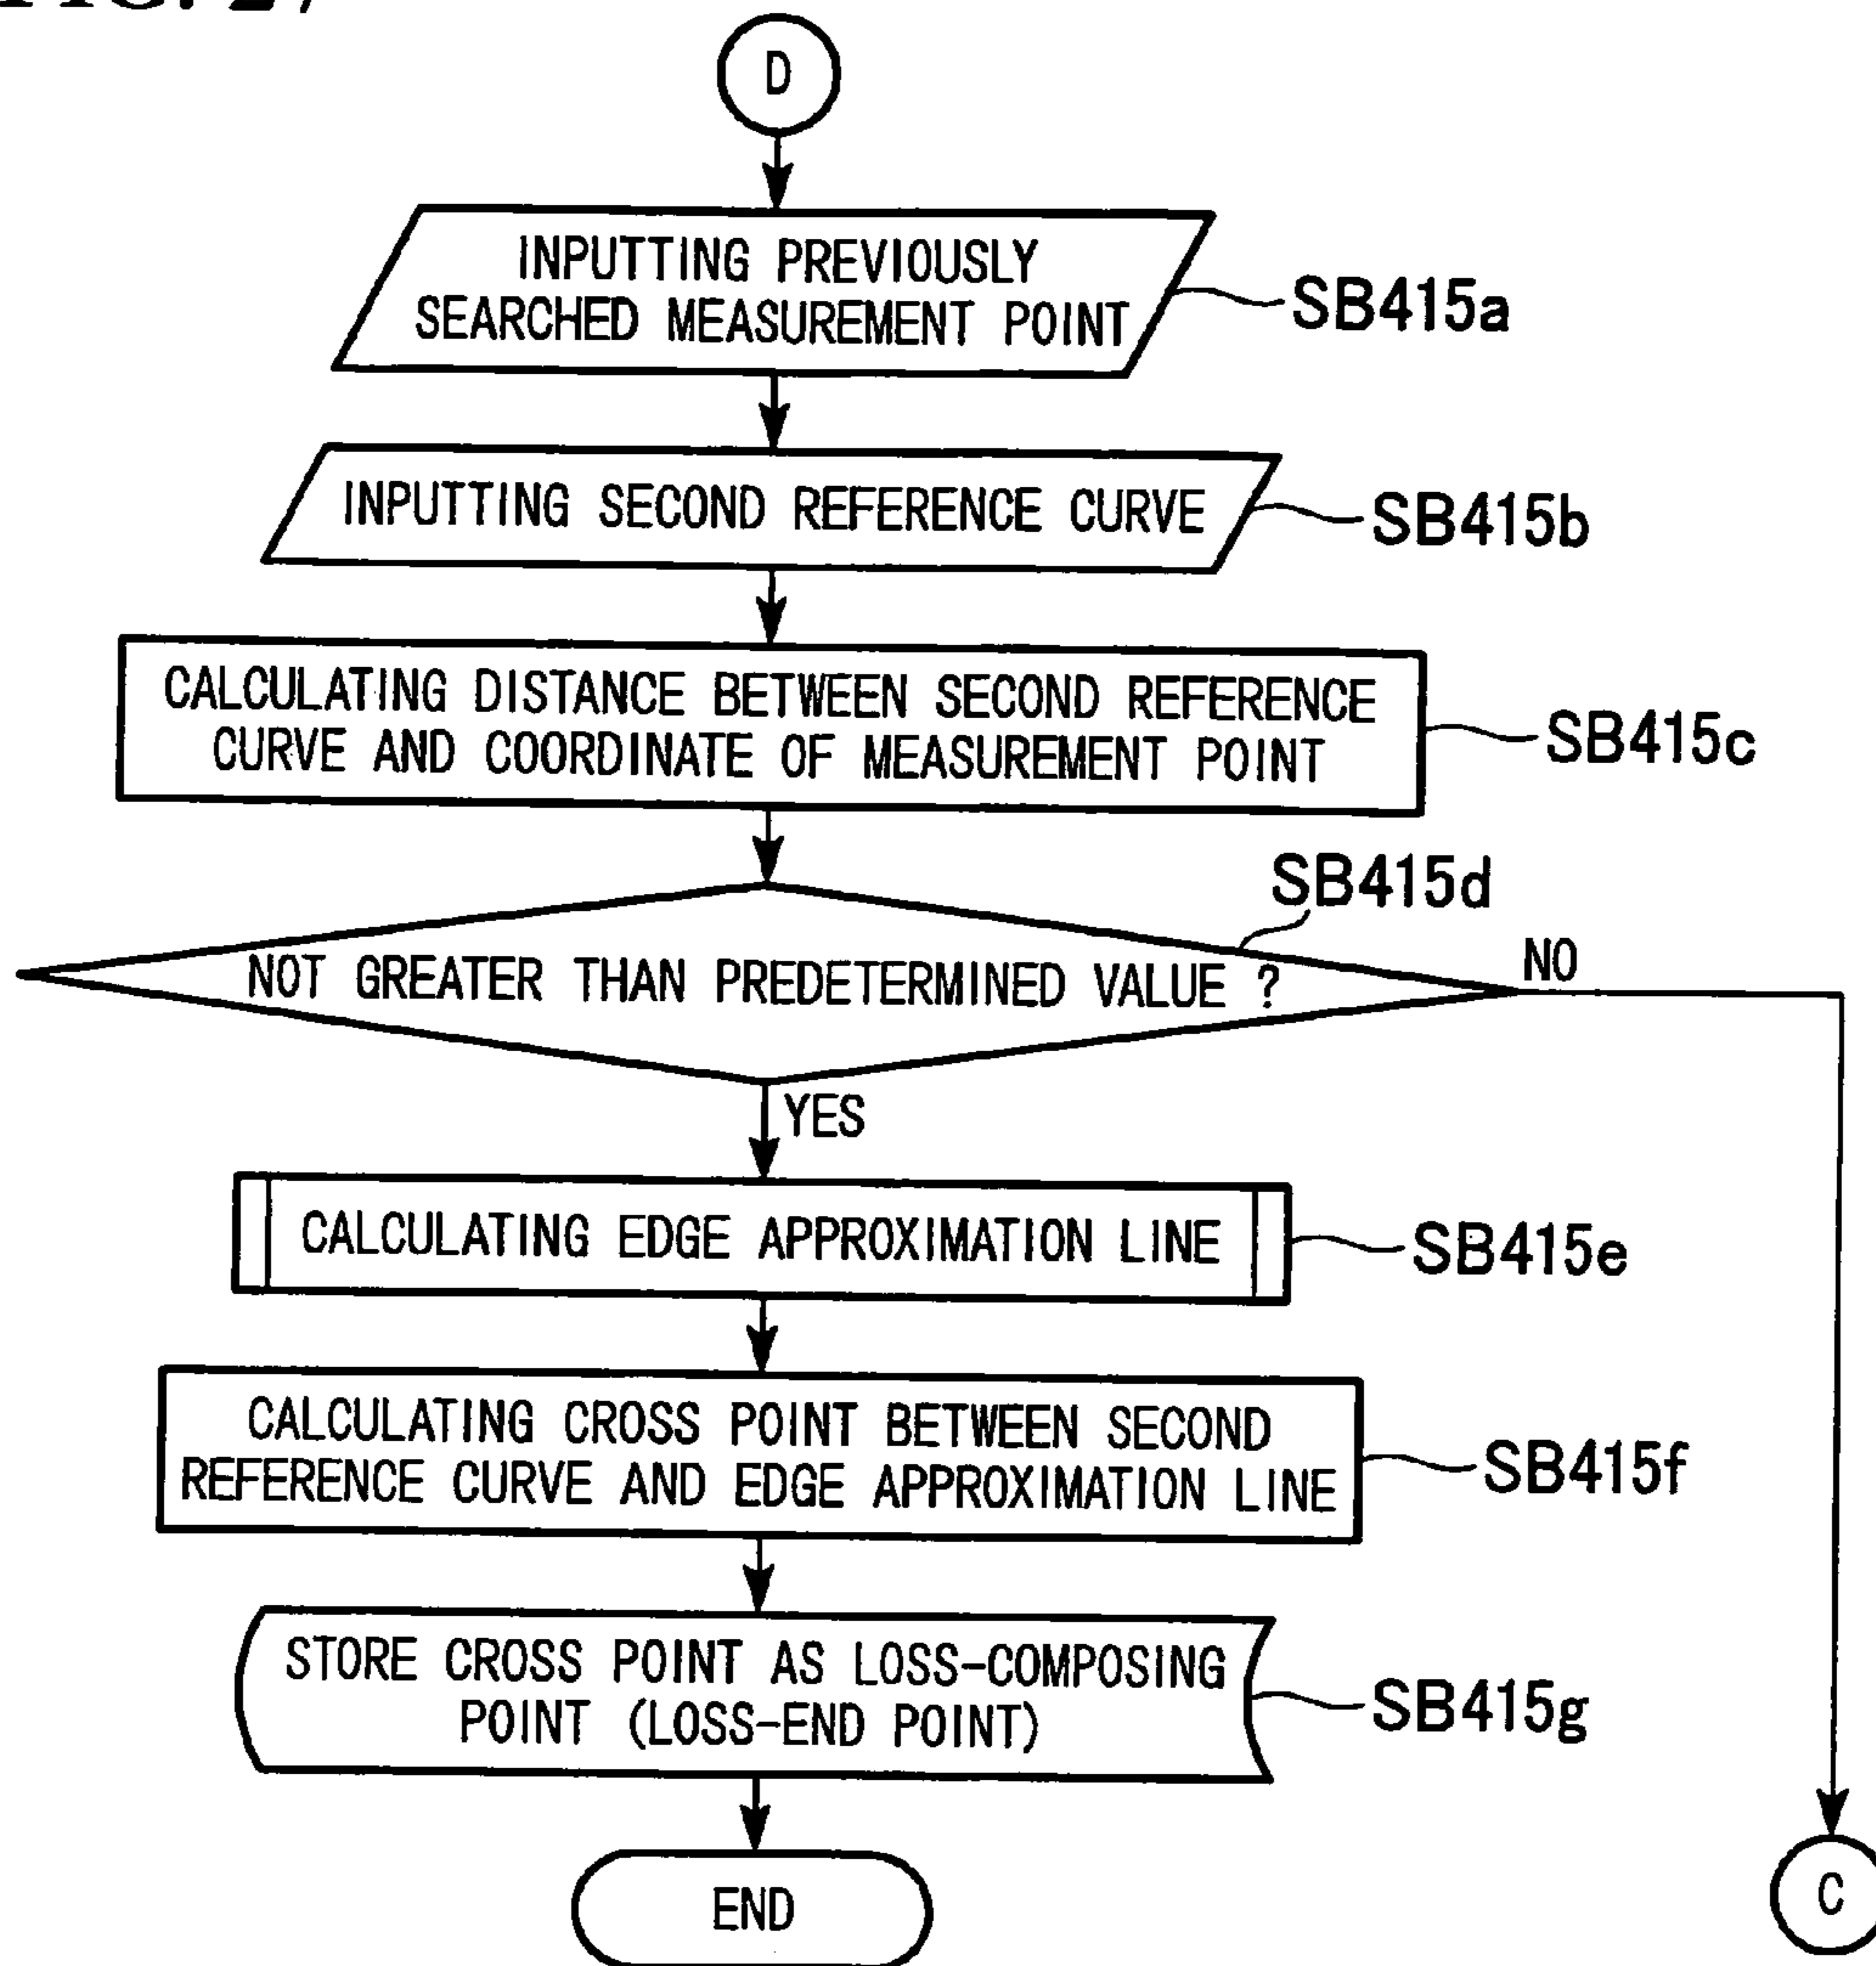 D
INPUTTING PREVIOUSLY
SEARCHED MEASUREMENT POINT
SB415a
INPUTTING SECOND REFERENCE CURVE
SB415b
CALCULATING DISTANCE BETWEEN SECOND REFERENCE
CURVE AND COORDINATE OF MEASUREMENT POINT
SB415c
SB415d
NOT GREATER THAN PREDETERMINED VALUE ?
NO
YES
CALCULATING EDGE APPROXIMATION LINE
SB415e
CALCULATING CROSS POINT BETWEEN SECOND
REFERENCE CURVE AND EDGE APPROXIMATION LINE
SB415f
STORE CROSS POINT AS LOSS-COMPOSING
POINT (LOSS-END POINT)
SB415g
END
C